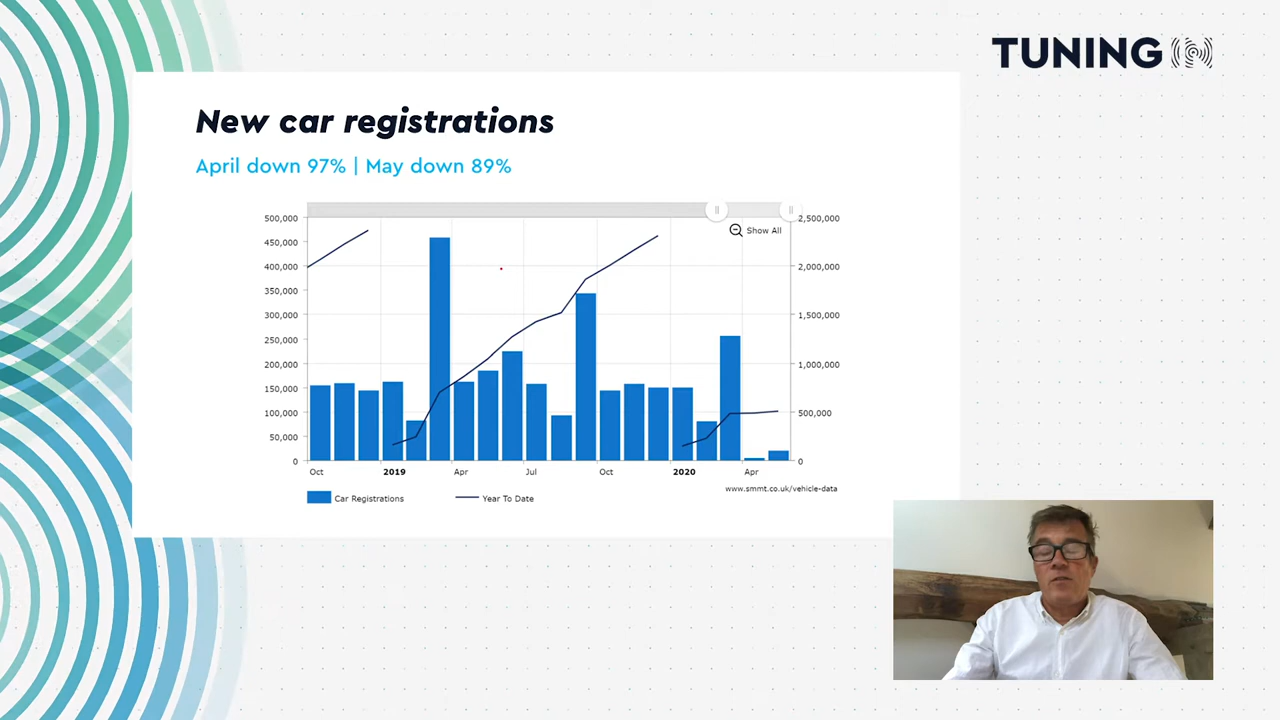 TUNING IN
New car registrations
April down 97% | May down 89%
500,000
450,000
400,000
350,000
300,000
250,000
200,000
150,000
100,000
50,000
0
2,500,000
2,000,000
1,500,000
1,000,000
500,000
0
Show All
Oct 2019 Apr Jul Oct 2020 Apr
www.smmt.co.uk/vehicle-data
Car Registrations Year To Date